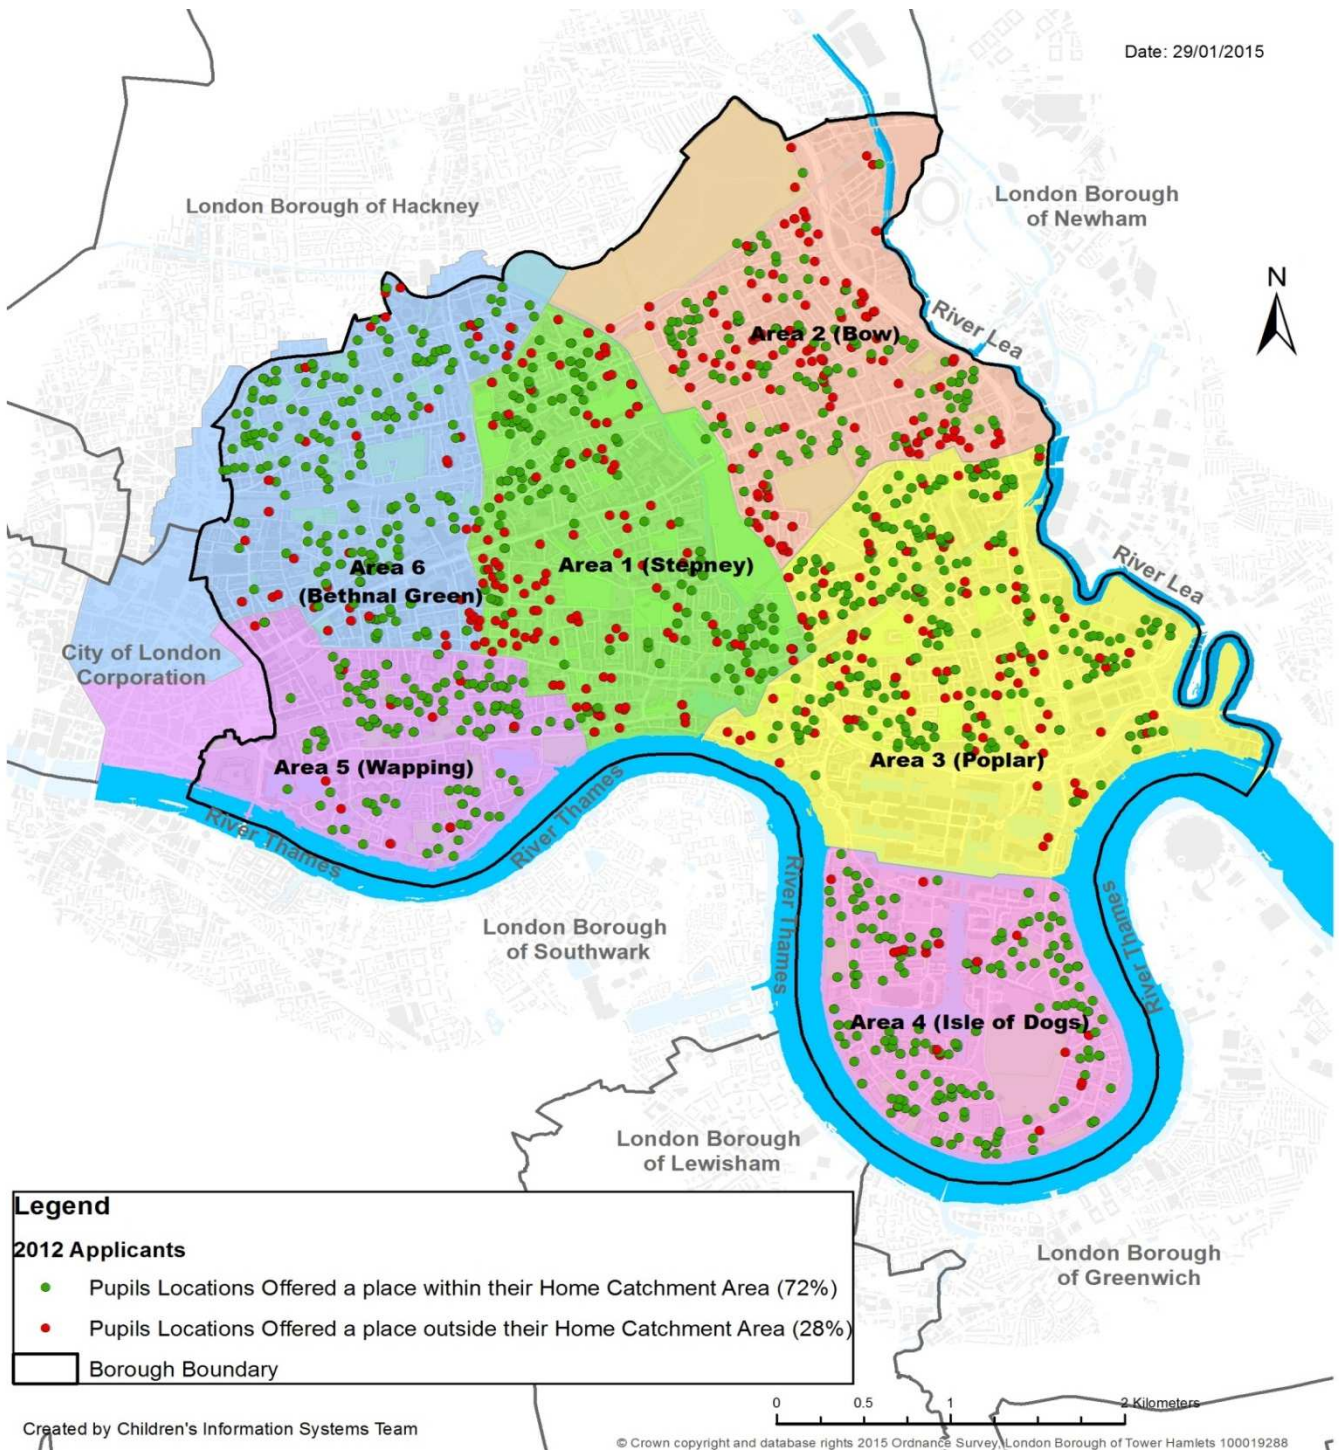 Date: 29/01/2015
London Borough of Hackney
London Borough
of Newham
N
River Lea
Area 2 (Bow)
River Lea
Area 6
(Bethnal Green)
Area 1 (Stepney)
City of London
Corporation
Area 5 (Wapping)
Area 3 (Poplar)
River Thames
River Thames
River Thames
River Thames
London Borough
of Southwark
Area 4 (Isle of Dogs)
London Borough
of Lewisham
London Borough
of Greenwich
Legend
2012 Applicants
Pupils Locations Offered a place within their Home Catchment Area (72%)
Pupils Locations Offered a place outside their Home Catchment Area (28%)
Borough Boundary
0 0.5 1 2 Kilometers
Created by Children's Information Systems Team
© Crown copyright and database rights 2015 Ordnance Survey, London Borough of Tower Hamlets 100019288